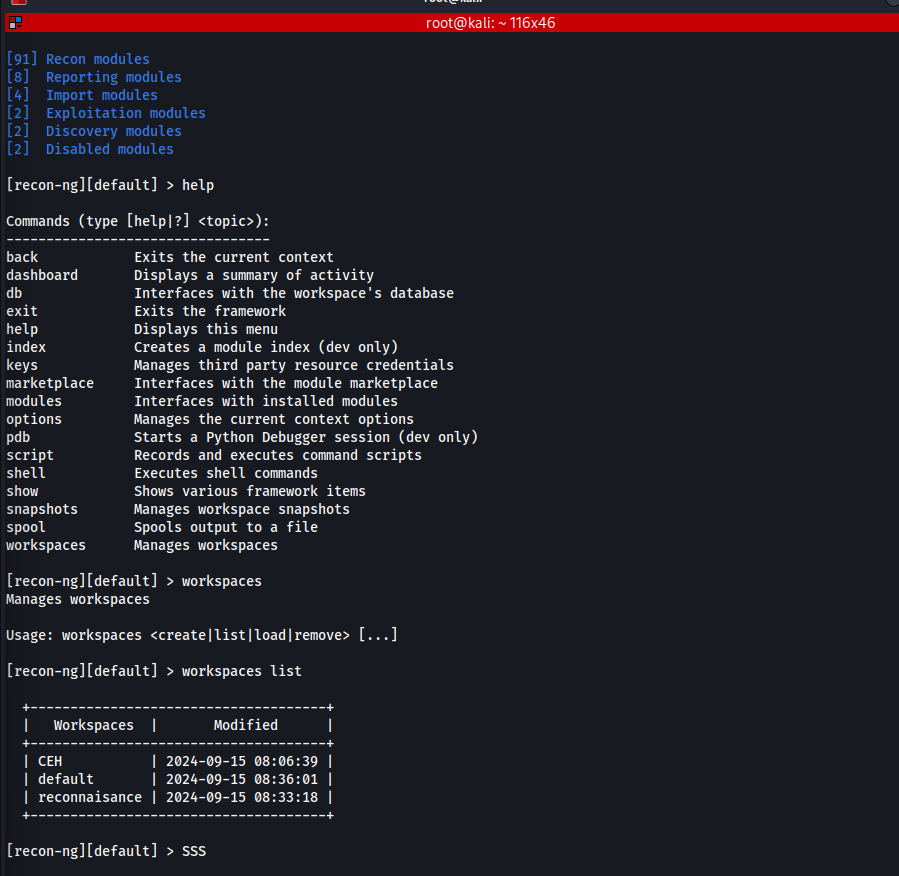 root@kali: ~ 116x46
[91] Recon modules
[8]  Reporting modules
[4]  Import modules
[2]  Exploitation modules
[2]  Discovery modules
[2]  Disabled modules
[recon-ng][default] > help
Commands (type [help|?] <topic>):
---------------------------------
back            Exits the current context
dashboard       Displays a summary of activity
db              Interfaces with the workspace's database
exit            Exits the framework
help            Displays this menu
index           Creates a module index (dev only)
keys            Manages third party resource credentials
marketplace     Interfaces with the module marketplace
modules         Interfaces with installed modules
options         Manages the current context options
pdb             Starts a Python Debugger session (dev only)
script          Records and executes command scripts
shell           Executes shell commands
show            Shows various framework items
snapshots       Manages workspace snapshots
spool           Spools output to a file
workspaces      Manages workspaces
[recon-ng][default] > workspaces
Manages workspaces
Usage: workspaces <create|list|load|remove> [...]
[recon-ng][default] > workspaces list
  +-------------------------------------+
  |   Workspaces  |       Modified      |
  +-------------------------------------+
  | CEH           | 2024-09-15 08:06:39 |
  | default       | 2024-09-15 08:36:01 |
  | reconnaisance | 2024-09-15 08:33:18 |
  +-------------------------------------+
[recon-ng][default] > SSS